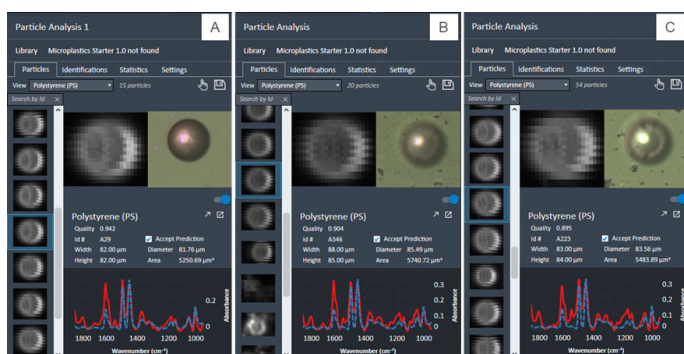 Particle Analysis 1
A
Library Microplastics Starter 1.0 not found
Particles Identifications Statistics Settings
View Polystyrene (PS) 15 particles
Search by Id
Polystyrene (PS)
Quality 0.942
Id # A29 Accept Prediction
Width 82.00 µm Diameter 81.76 µm
Height 82.00 µm Area 5250.69 µm²
0.2
0.1
0
Absorbance
1800 1600 1400 1200 1000
Wavenumber (cm⁻¹)
Particle Analysis
B
Library Microplastics Starter 1.0 not found
Particles Identifications Statistics Settings
View Polystyrene (PS) 20 particles
Search by Id
Polystyrene (PS)
Quality 0.904
Id # A346 Accept Prediction
Width 88.00 µm Diameter 85.49 µm
Height 85.00 µm Area 5740.72 µm²
0.3
0.2
0.1
0
Absorbance
1800 1600 1400 1200 1000
Wavenumber (cm⁻¹)
Particle Analysis
C
Library Microplastics Starter 1.0 not found
Particles Identifications Statistics Settings
View Polystyrene (PS) 54 particles
Search by Id
Polystyrene (PS)
Quality 0.895
Id # A223 Accept Prediction
Width 83.00 µm Diameter 83.56 µm
Height 84.00 µm Area 5483.89 µm²
0.3
0.2
0.1
0
Absorbance
1800 1600 1400 1200 1000
Wavenumber (cm⁻¹)